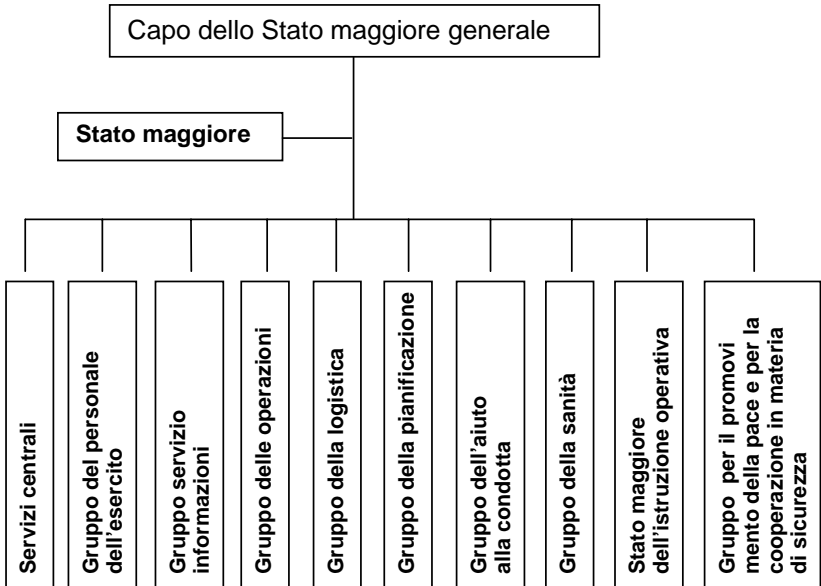 Capo dello Stato maggiore generale
Stato maggiore
Servizi centrali
Gruppo del personale
dell'esercito
Gruppo servizio
informazioni
Gruppo delle operazioni
Gruppo della logistica
Gruppo della pianificazione
Gruppo dell'aiuto
alla condotta
Gruppo della sanità
Stato maggiore
dell'istruzione operativa
Gruppo per il promovi
mento della pace e per la
cooperazione in materia
di sicurezza